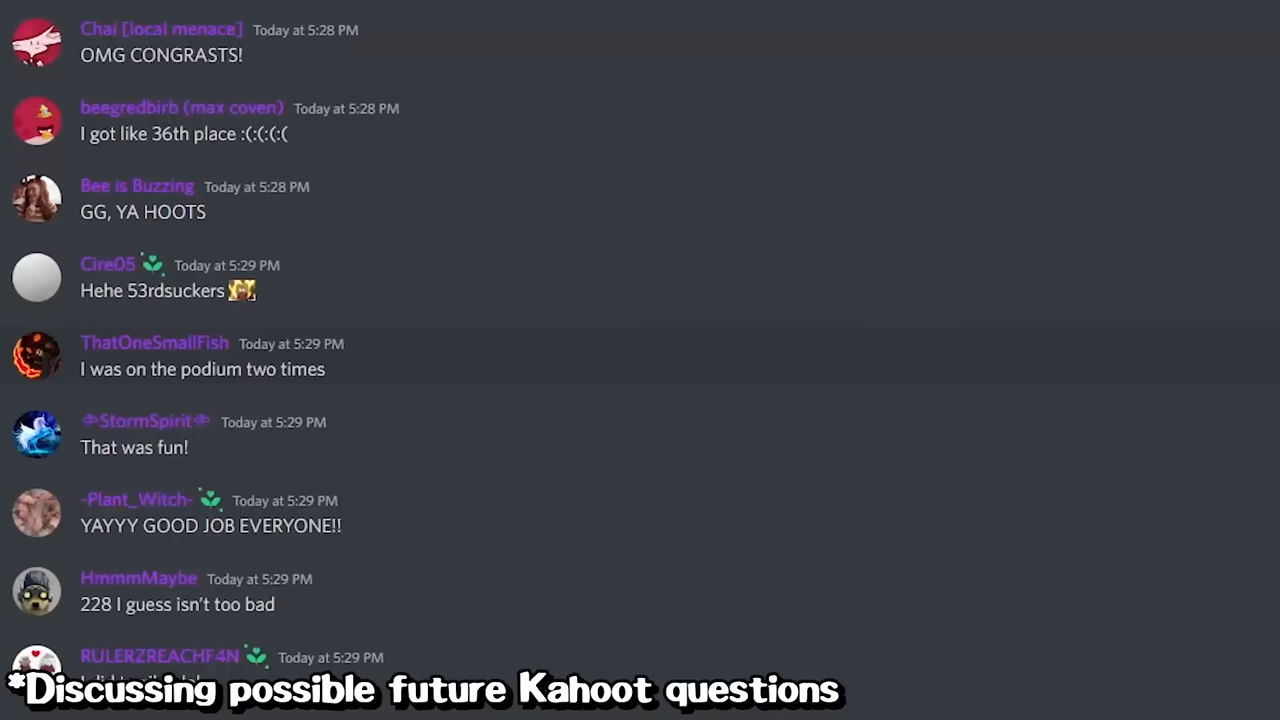 Chai [local menace] Today at 5:28 PM
OMG CONGRASTS!
beegredbirb (max coven) Today at 5:28 PM
I got like 36th place :(:(:(:(
Bee is Buzzing Today at 5:28 PM
GG, YA HOOTS
Cire05 Today at 5:29 PM
Hehe 53rdsuckers
ThatOneSmallFish Today at 5:29 PM
I was on the podium two times
StormSpirit Today at 5:29 PM
That was fun!
-Plant_Witch- Today at 5:29 PM
YAYYY GOOD JOB EVERYONE!!
HmmmMaybe Today at 5:29 PM
228 I guess isn't too bad
RULERZREACHF4N Today at 5:29 PM
*Discussing possible future Kahoot questions